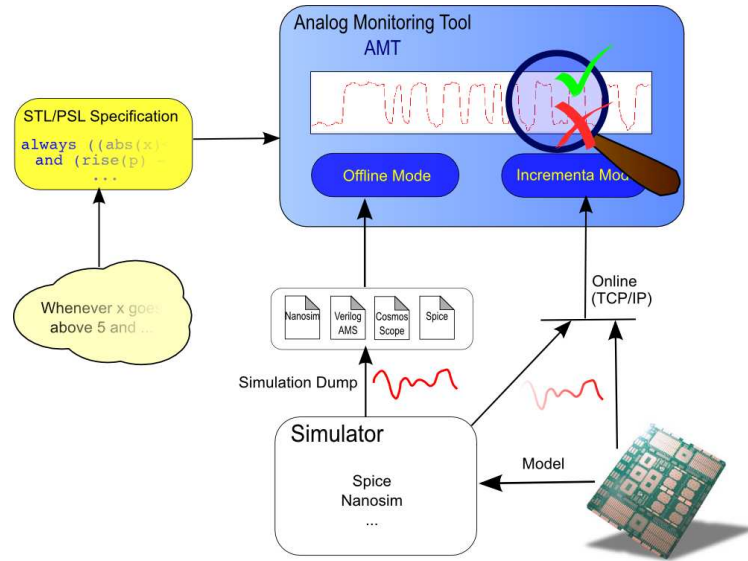 Analog Monitoring Tool
AMT
STL/PSL Specification
always ((abs(x)
and (rise(p) -
...
Offline Mode
Incrementa Mod
Whenever x goes
above 5 and ...
Online
(TCP/IP)
Nanosim
Verilog
AMS
Cosmos
Scope
Spice
Simulation Dump
Simulator
Model
Spice
Nanosim
...